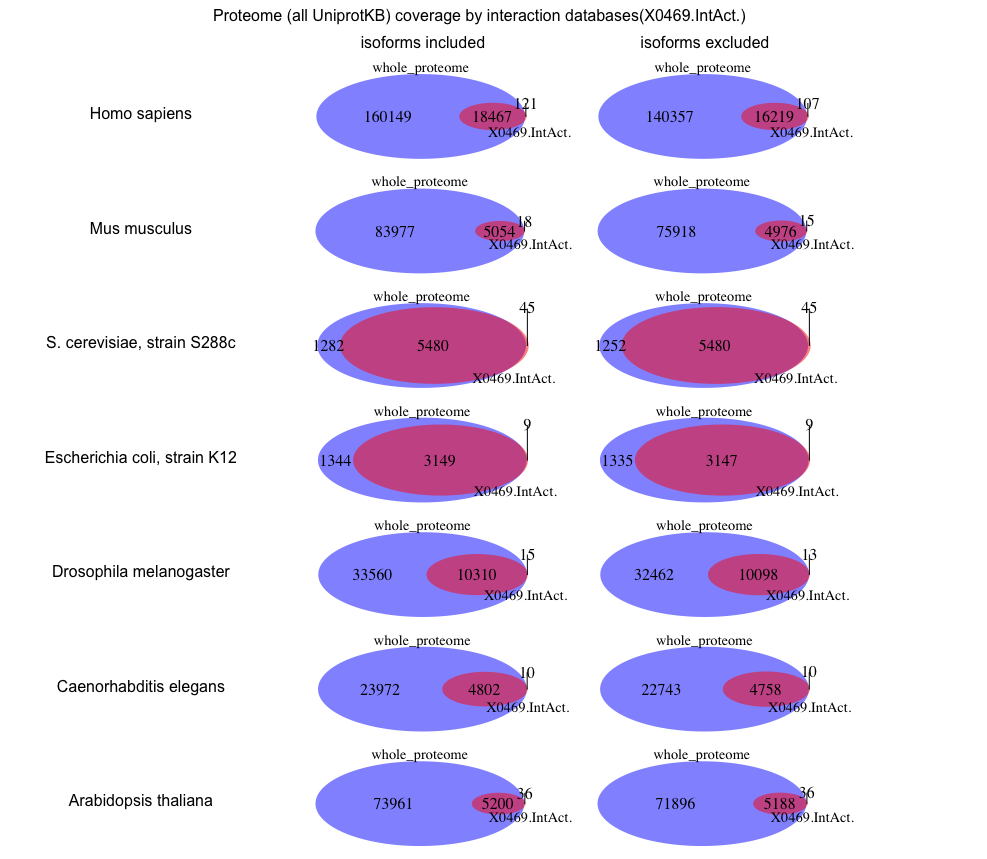 Proteome (all UniprotKB) coverage by interaction databases(X0469.IntAct.)
isoforms included isoforms excluded
whole_proteome whole_proteome
121 107
Homo sapiens 160149 18467 140357 16219
X0469.IntAct. X0469.IntAct.
whole_proteome whole_proteome
18 15
Mus musculus 83977 5054 75918 4976
X0469.IntAct. X0469.IntAct.
whole_proteome whole_proteome
45 45
S. cerevisiae, strain S288c 1282 5480 1252 5480
X0469.IntAct. X0469.IntAct.
whole_proteome whole_proteome
9 9
Escherichia coli, strain K12 1344 3149 1335 3147
X0469.IntAct. X0469.IntAct.
whole_proteome whole_proteome
15 13
Drosophila melanogaster 33560 10310 32462 10098
X0469.IntAct. X0469.IntAct.
whole_proteome whole_proteome
10 10
Caenorhabditis elegans 23972 4802 22743 4758
X0469.IntAct. X0469.IntAct.
whole_proteome whole_proteome
36 36
Arabidopsis thaliana 73961 5200 71896 5188
X0469.IntAct. X0469.IntAct.